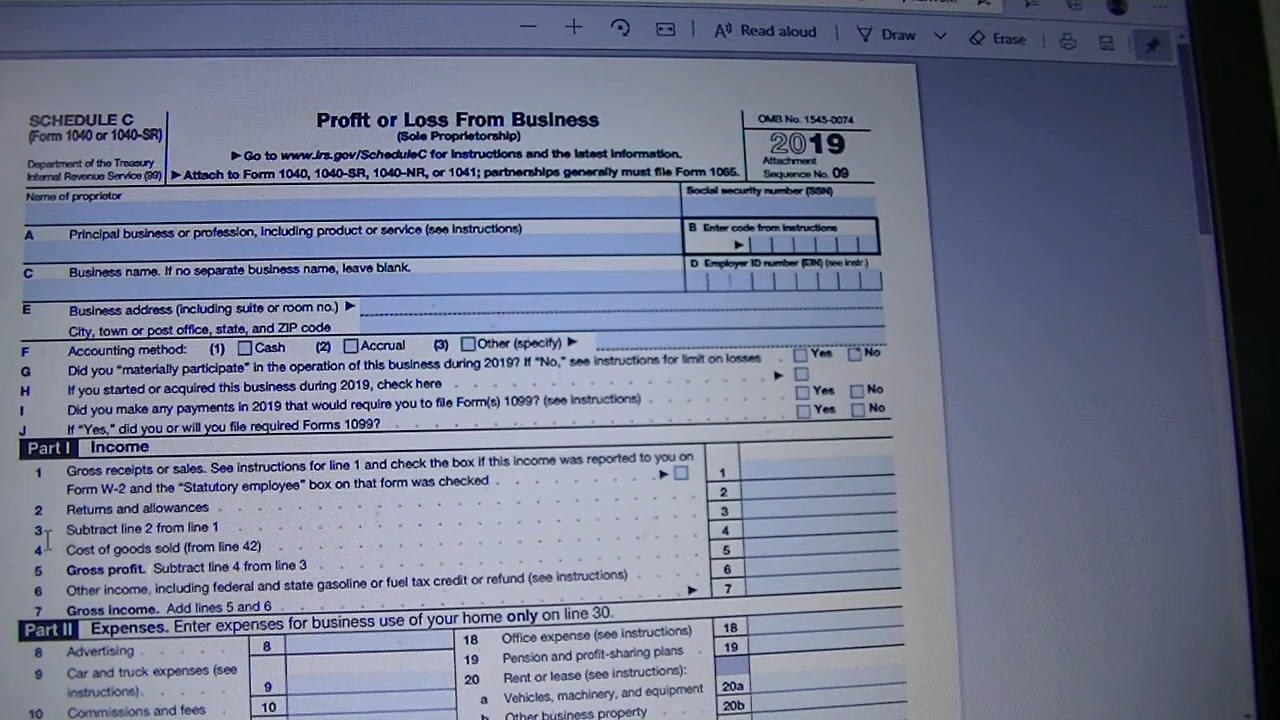 Read aloud Draw Erase
SCHEDULE C
(Form 1040 or 1040-SR)
Department of the Treasury
Internal Revenue Service (99)
Profit or Loss From Business
(Sole Proprietorship)
▶ Go to www.irs.gov/ScheduleC for instructions and the latest information.
▶ Attach to Form 1040, 1040-SR, 1040-NR, or 1041; partnerships generally must file Form 1065.
OMB No. 1545-0074
2019
Attachment
Sequence No. 09
Name of proprietor
Social security number (SSN)
A Principal business or profession, including product or service (see instructions)
B Enter code from instructions
▶
C Business name. If no separate business name, leave blank.
D Employer ID number (EIN) (see instr.)
E Business address (including suite or room no.) ▶
City, town or post office, state, and ZIP code
F Accounting method: (1) Cash (2) Accrual (3) Other (specify) ▶
G Did you "materially participate" in the operation of this business during 2019? If "No," see instructions for limit on losses Yes No
H If you started or acquired this business during 2019, check here ▶
I Did you make any payments in 2019 that would require you to file Form(s) 1099? (see instructions) Yes No
J If "Yes," did you or will you file required Forms 1099? Yes No
Part I Income
1 Gross receipts or sales. See instructions for line 1 and check the box if this income was reported to you on
Form W-2 and the "Statutory employee" box on that form was checked ▶ 1
2 Returns and allowances 2
3 Subtract line 2 from line 1 3
4 Cost of goods sold (from line 42) 4
5 Gross profit. Subtract line 4 from line 3 5
6 Other income, including federal and state gasoline or fuel tax credit or refund (see instructions) 6
7 Gross income. Add lines 5 and 6 ▶ 7
Part II Expenses. Enter expenses for business use of your home only on line 30.
8 Advertising 8
9 Car and truck expenses (see
instructions). 9
10 Commissions and fees 10
18 Office expense (see instructions) 18
19 Pension and profit-sharing plans 19
20 Rent or lease (see instructions):
a Vehicles, machinery, and equipment 20a
b Other business property 20b